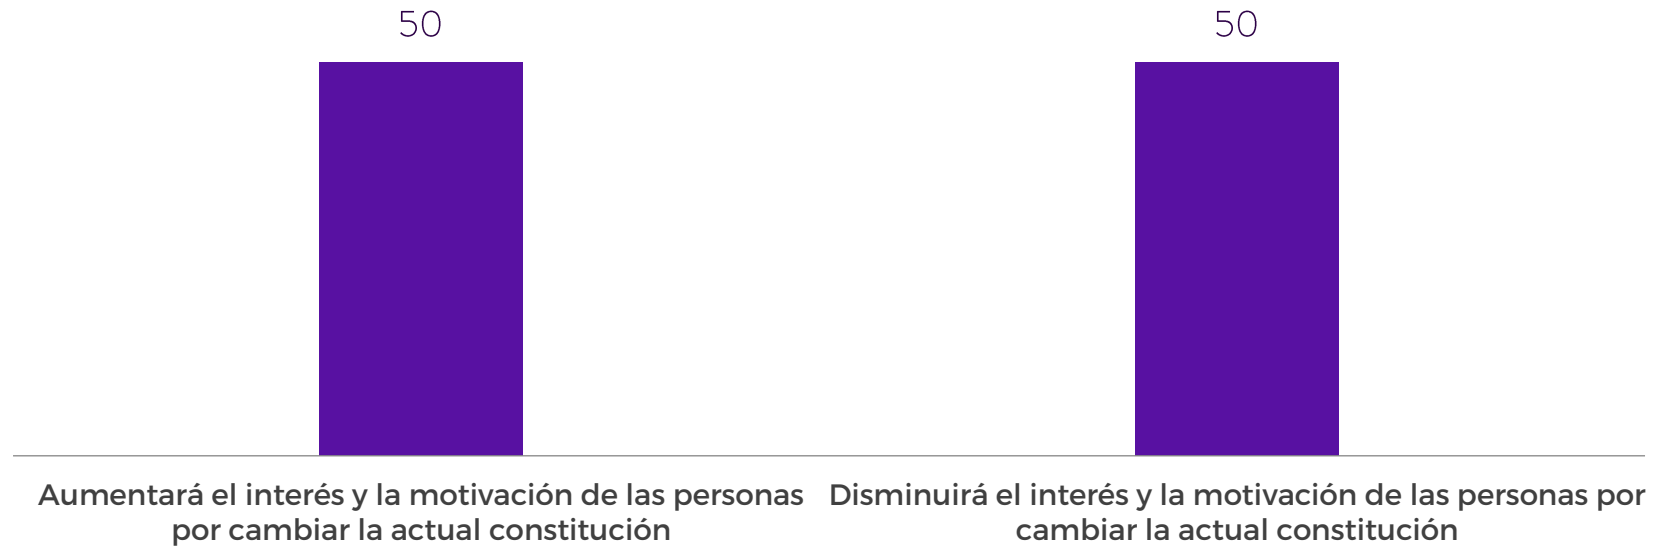 50
50
Aumentará el interés y la motivación de las personas
por cambiar la actual constitución
Disminuirá el interés y la motivación de las personas por
cambiar la actual constitución